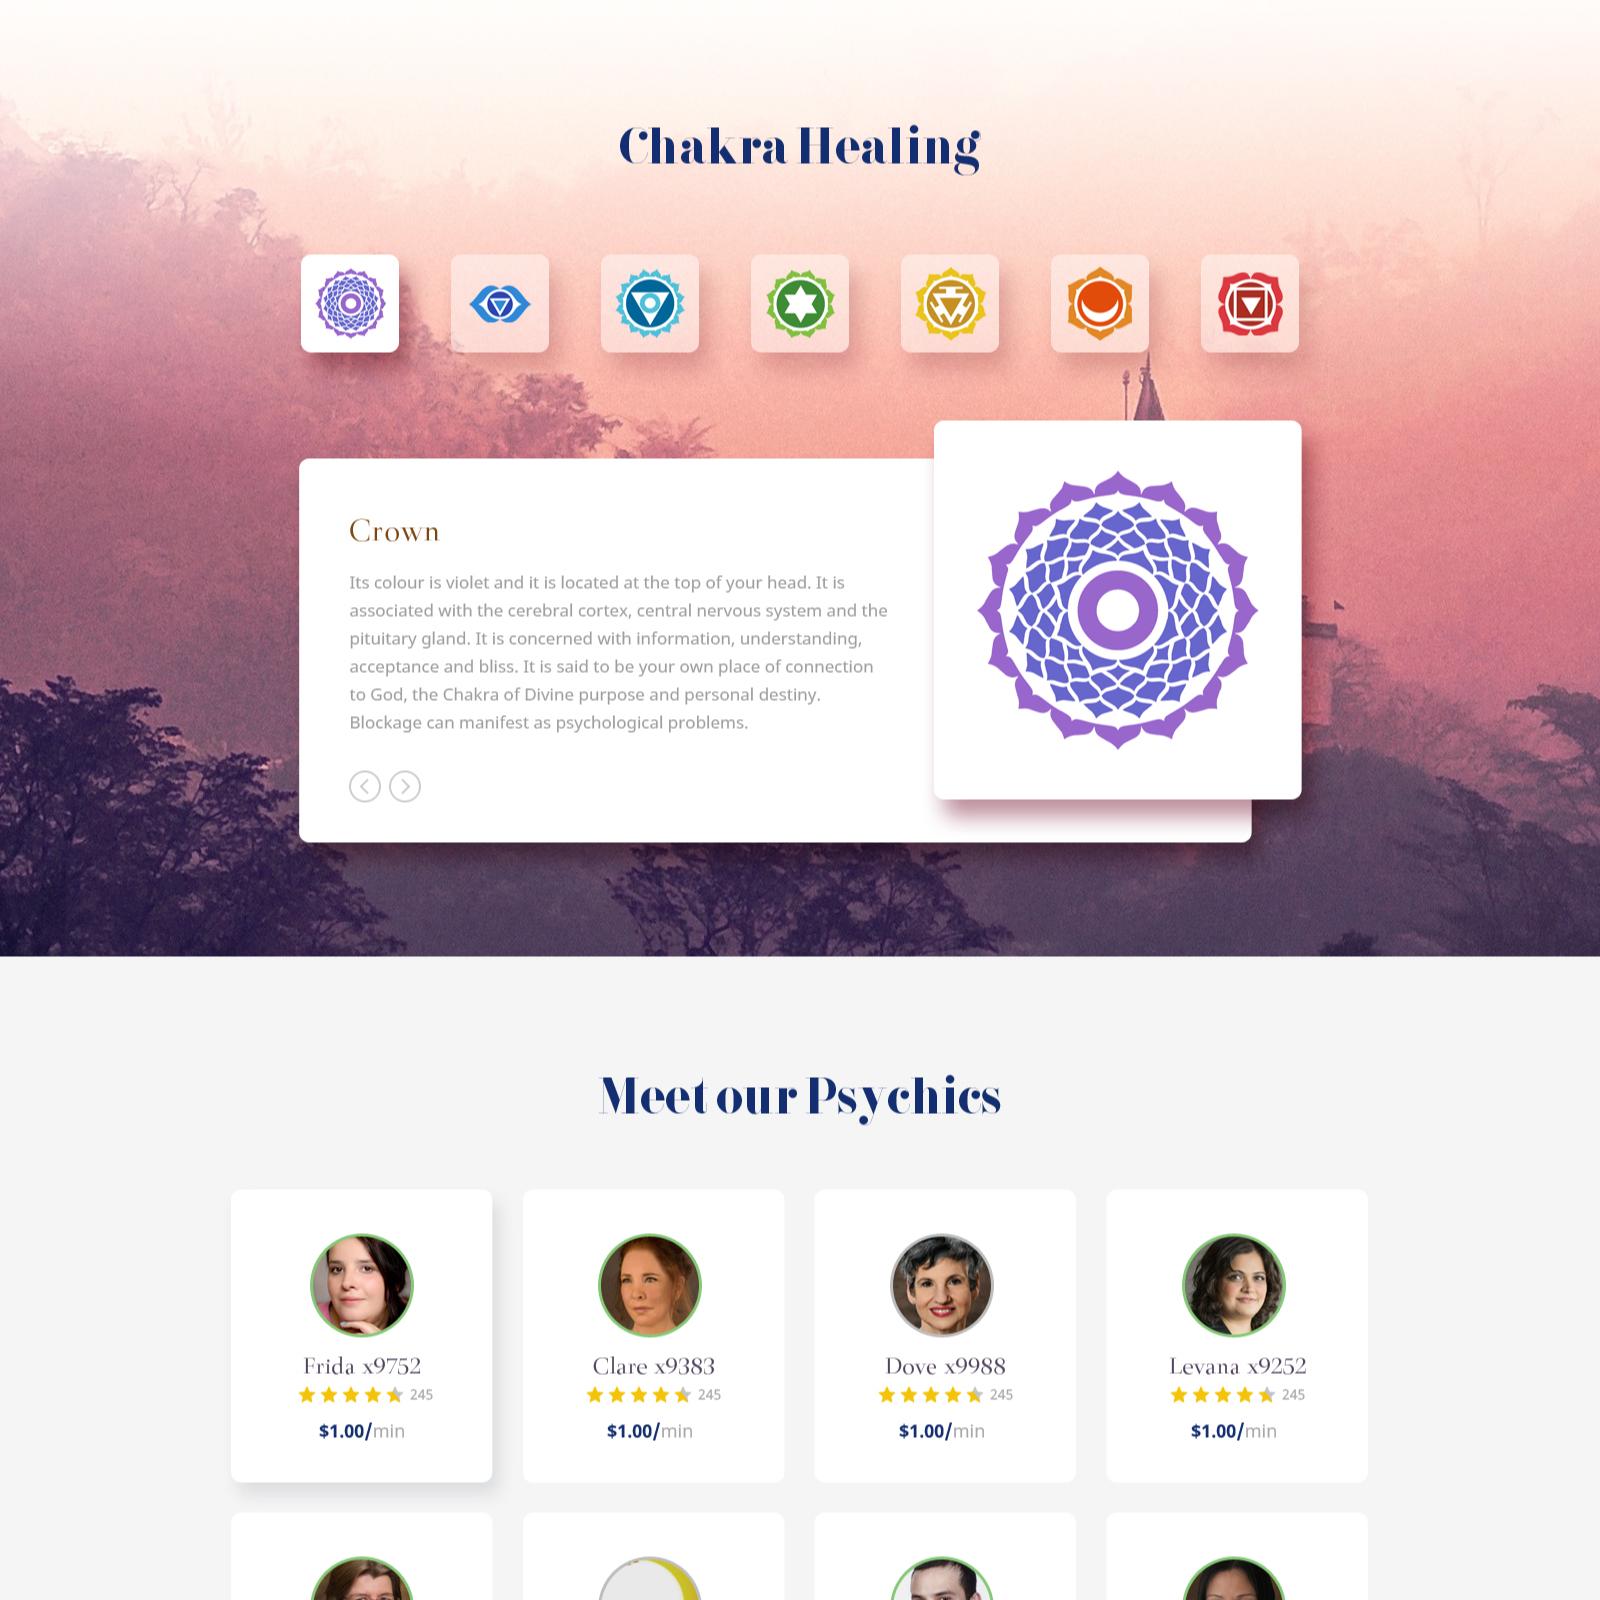 Chakra Healing
Crown
Its colour is violet and it is located at the top of your head. It is
associated with the cerebral cortex, central nervous system and the
pituitary gland. It is concerned with information, understanding,
acceptance and bliss. It is said to be your own place of connection
to God, the Chakra of Divine purpose and personal destiny.
Blockage can manifest as psychological problems.
Meet our Psychics
Frida x9752
245
$1.00/min
Clare x9383
245
$1.00/min
Dove x9988
245
$1.00/min
Levana x9252
245
$1.00/min